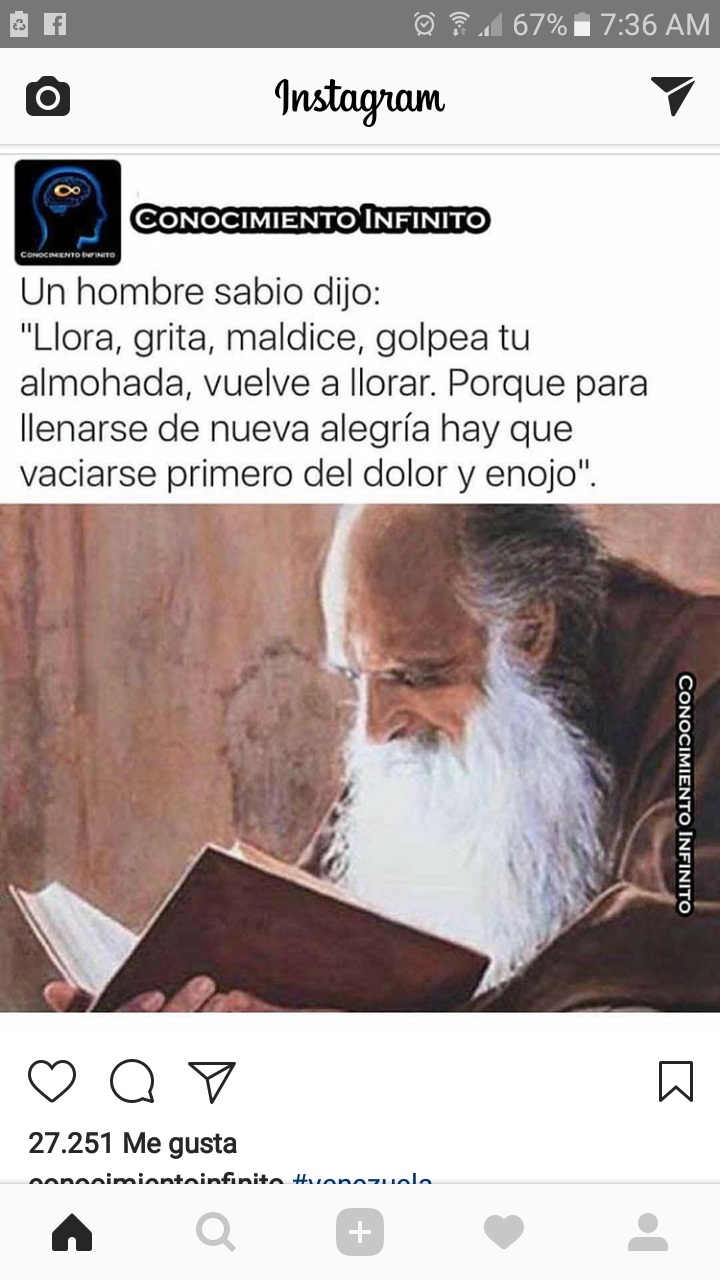 67% 7:36 AM
Instagram
CONOCIMIENTO INFINITO
CONOCIMIENTO INFINITO
Un hombre sabio dijo:
"Llora, grita, maldice, golpea tu
almohada, vuelve a llorar. Porque para
llenarse de nueva alegría hay que
vaciarse primero del dolor y enojo".
CONOCIMIENTO INFINITO
27.251 Me gusta
conocimientoinfinito #venezuela